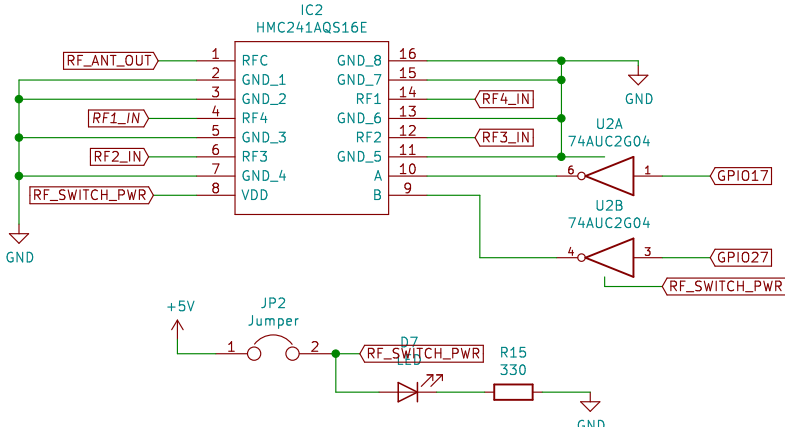 IC2
HMC241AQS16E
RF_ANT_OUT 1 RFC GND_8 16
2 GND_1 GND_7 15
3 GND_2 RF1 14 RF4_IN
GND
RF1_IN 4 RF4 GND_6 13
U2A
74AUC2G04
5 GND_3 RF2 12 RF3_IN
RF2_IN 6 RF3 GND_5 11
7 GND_4 A 10 6 1 GPIO17
RF_SWITCH_PWR 8 VDD B 9
U2B
74AUC2G04
GND
4 3 GPIO27
RF_SWITCH_PWR
+5V
JP2
Jumper
1 2 RF_SWITCH_PWR
D7
LED
R15
330
GND